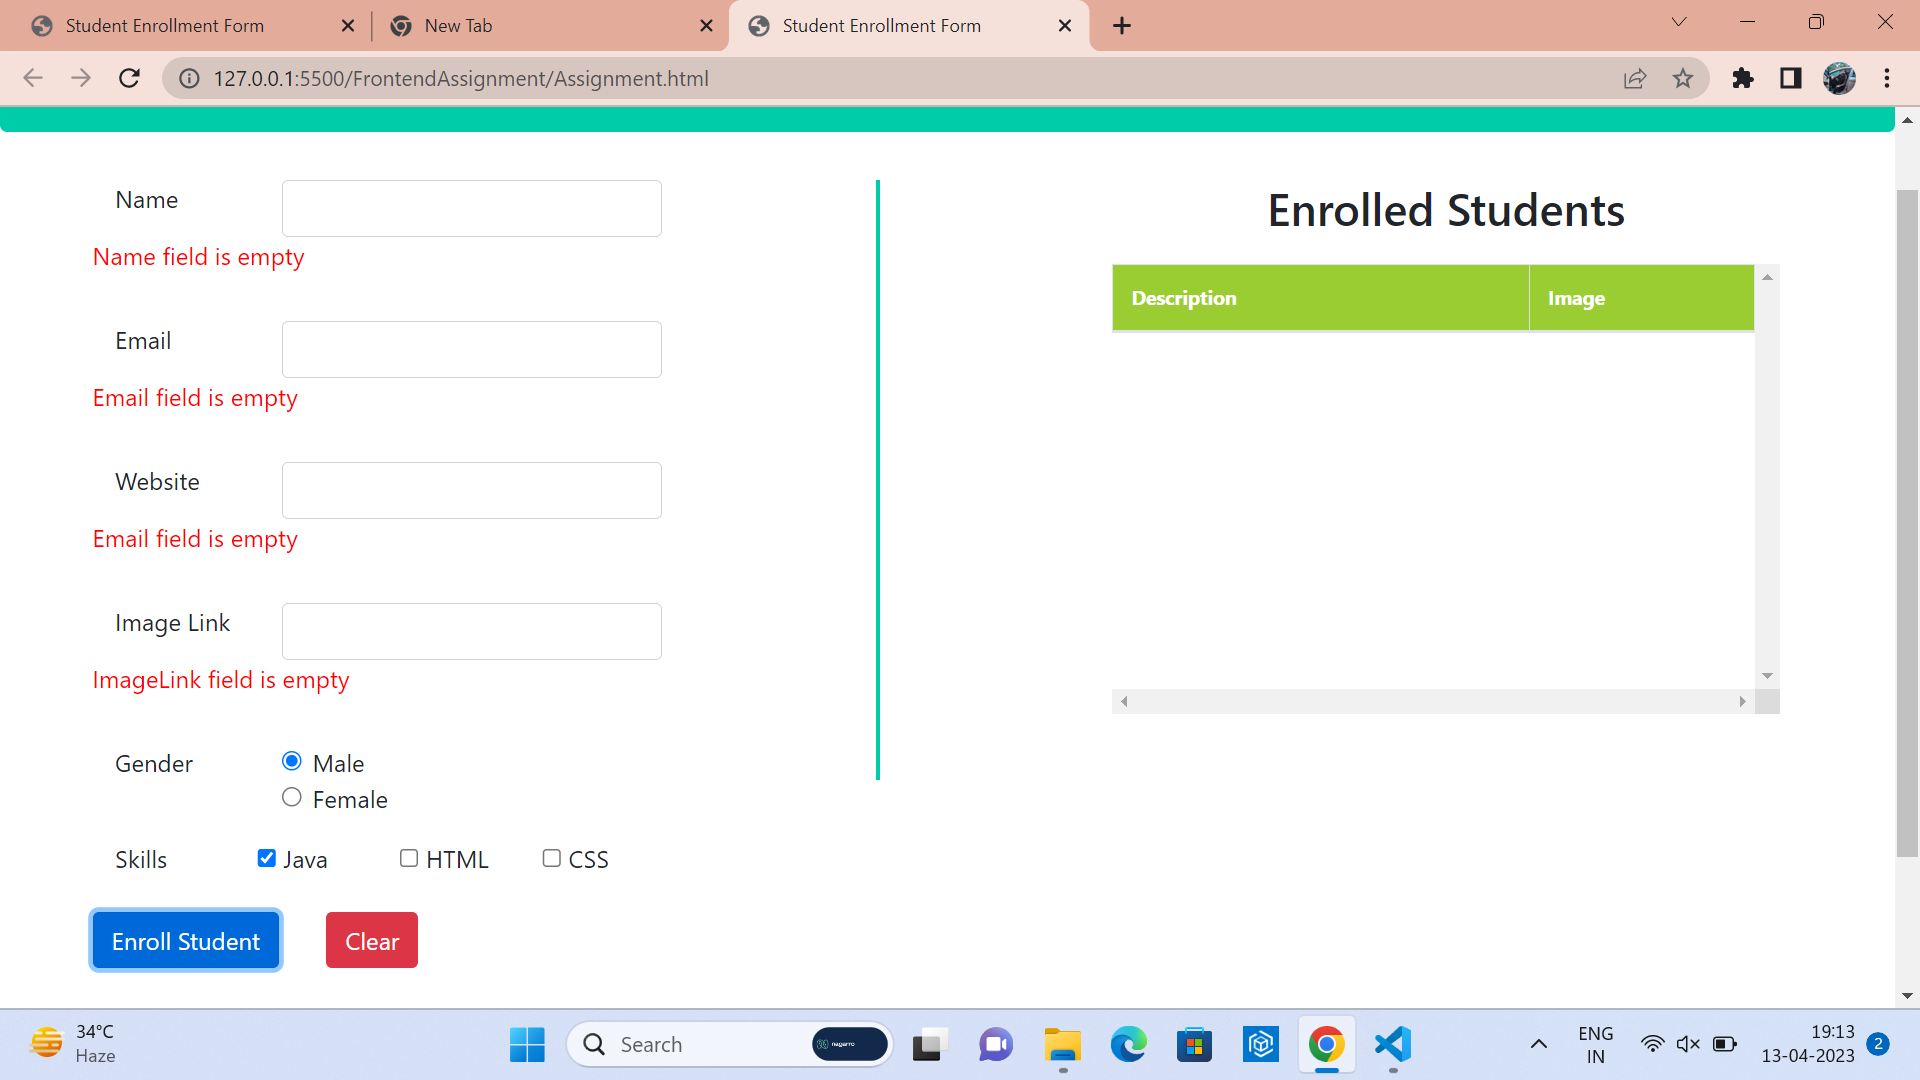 Student Enrollment Form
New Tab
Student Enrollment Form
127.0.0.1:5500/FrontendAssignment/Assignment.html
Name
Name field is empty
Email
Email field is empty
Website
Email field is empty
Image Link
ImageLink field is empty
Gender
Male
Female
Skills
Java
HTML
CSS
Enroll Student
Clear
Enrolled Students
Description
Image
34°C
Haze
Search
nagarro
ENG
IN
19:13
13-04-2023
2